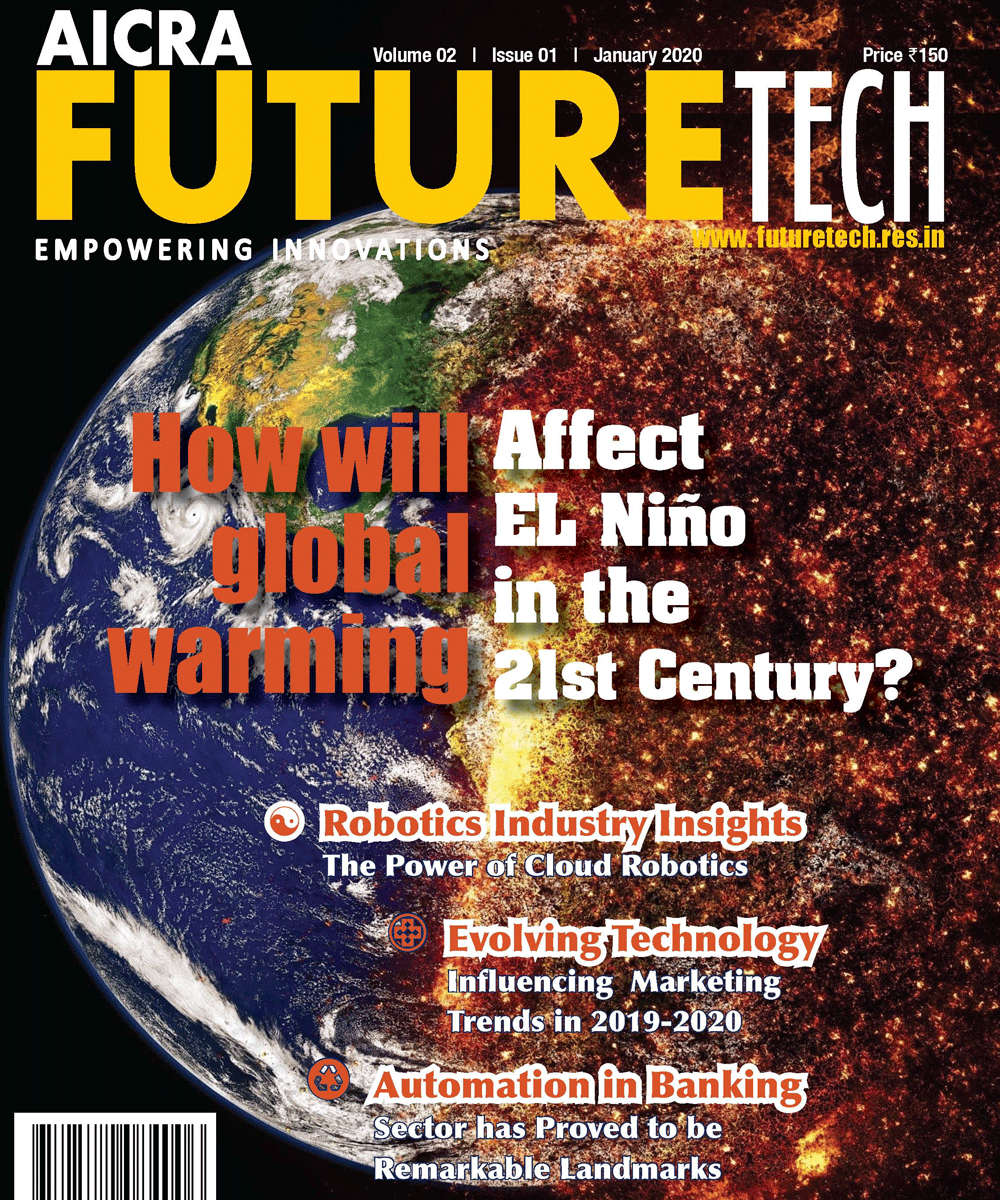 AICRA
Volume 02 | Issue 01 | January 2020
Price ₹150
FUTURETECH
www.futuretech.res.in
EMPOWERING INNOVATIONS
How will
global
warming
Affect
EL Niño
in the
21st Century?
Robotics Industry Insights
The Power of Cloud Robotics
Evolving Technology
Influencing Marketing
Trends in 2019-2020
Automation in Banking
Sector has Proved to be
Remarkable Landmarks